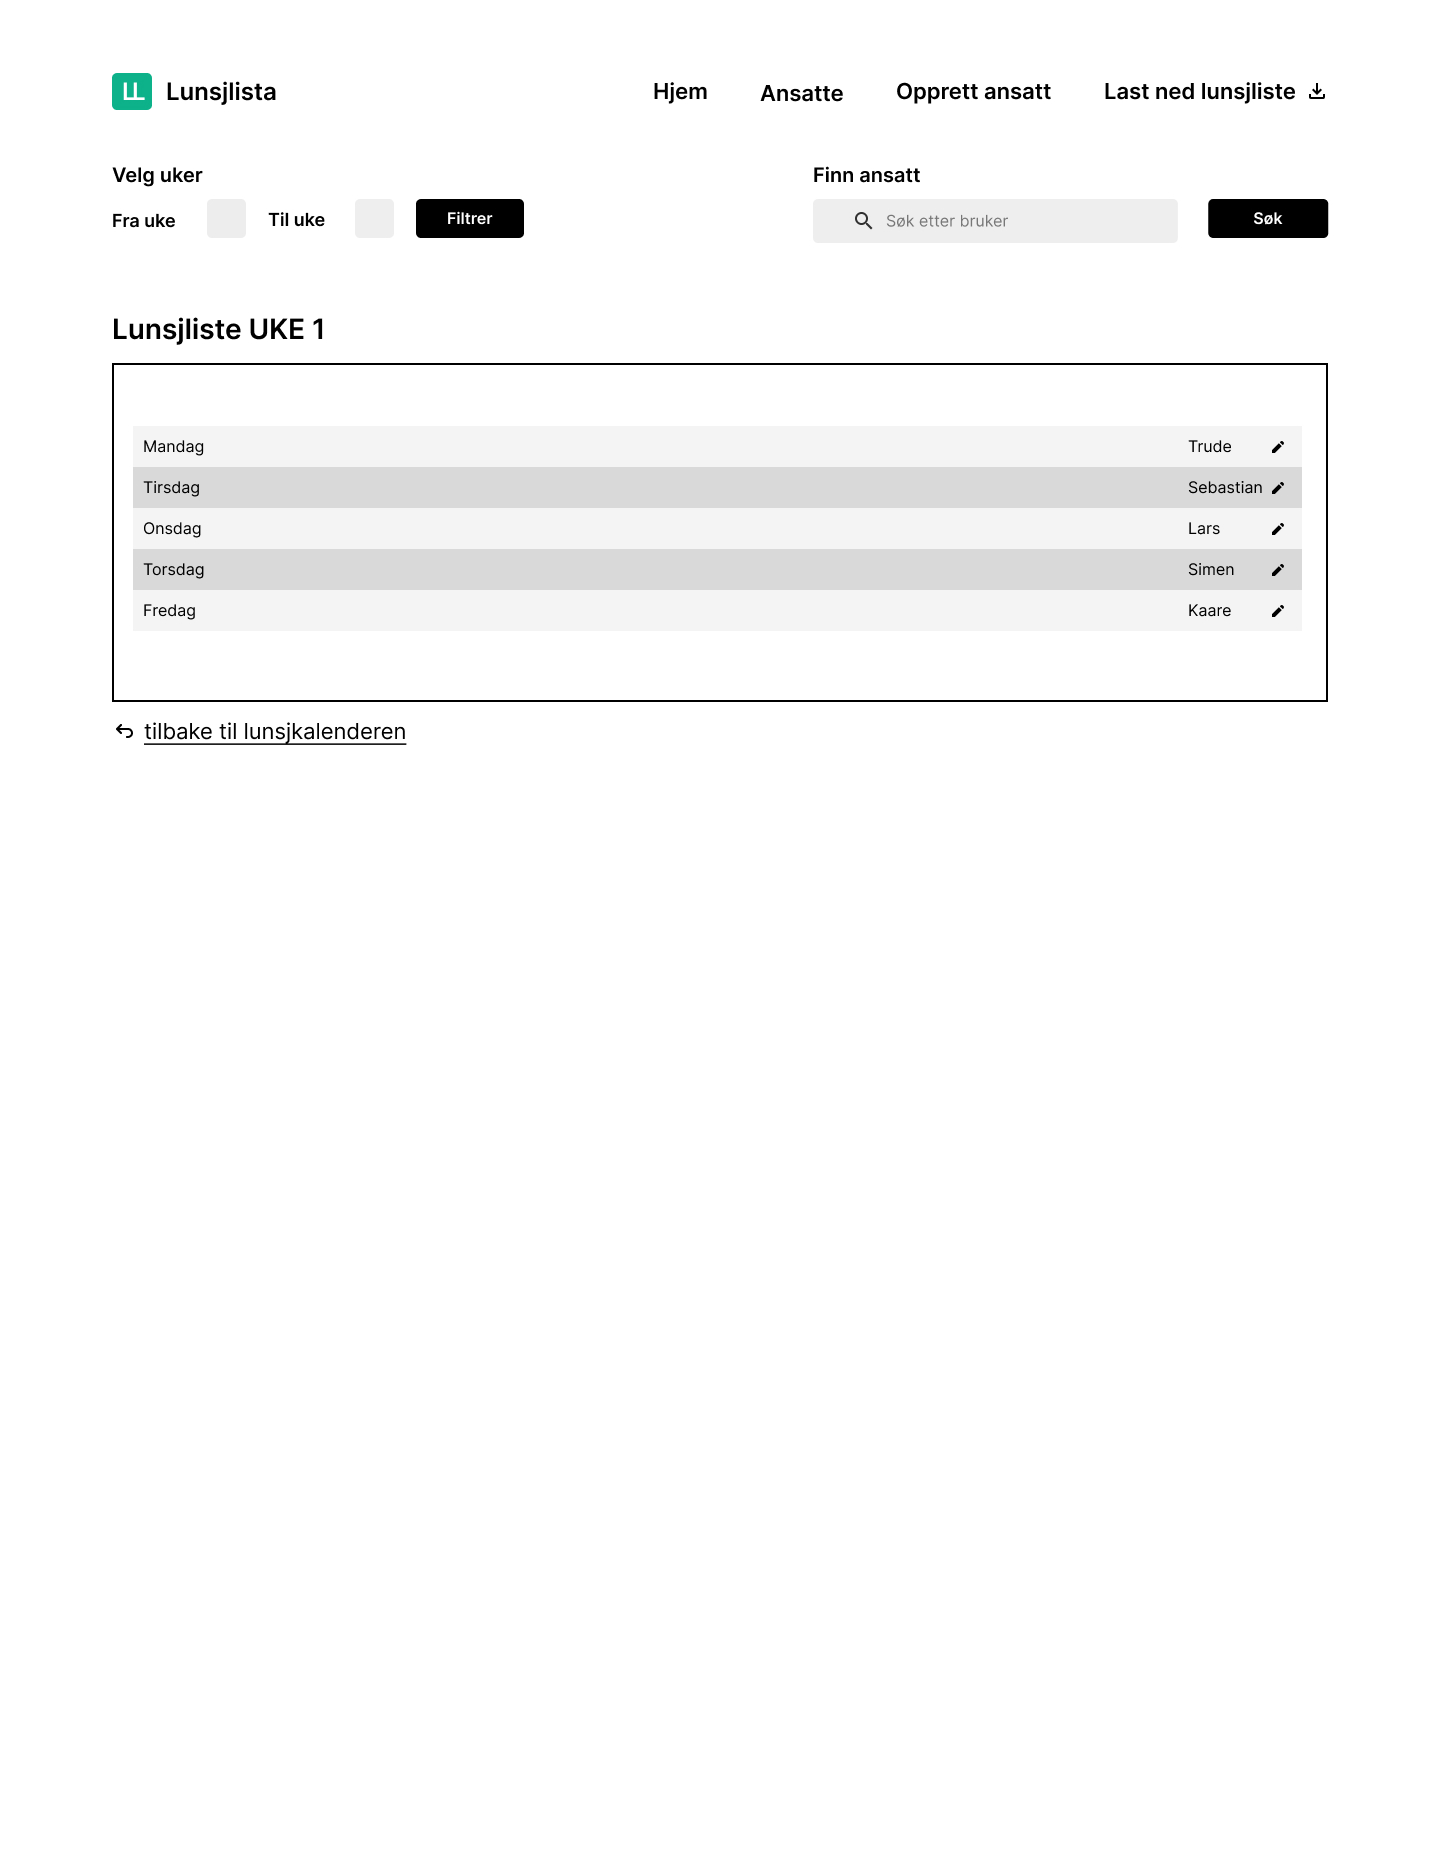 LL Lunsjlista
Hjem Ansatte Opprett ansatt Last ned lunsjliste
Velg uker
Fra uke Til uke Filtrer
Finn ansatt
Søk etter bruker Søk
Lunsjliste UKE 1
Mandag Trude
Tirsdag Sebastian
Onsdag Lars
Torsdag Simen
Fredag Kaare
tilbake til lunsjkalenderen